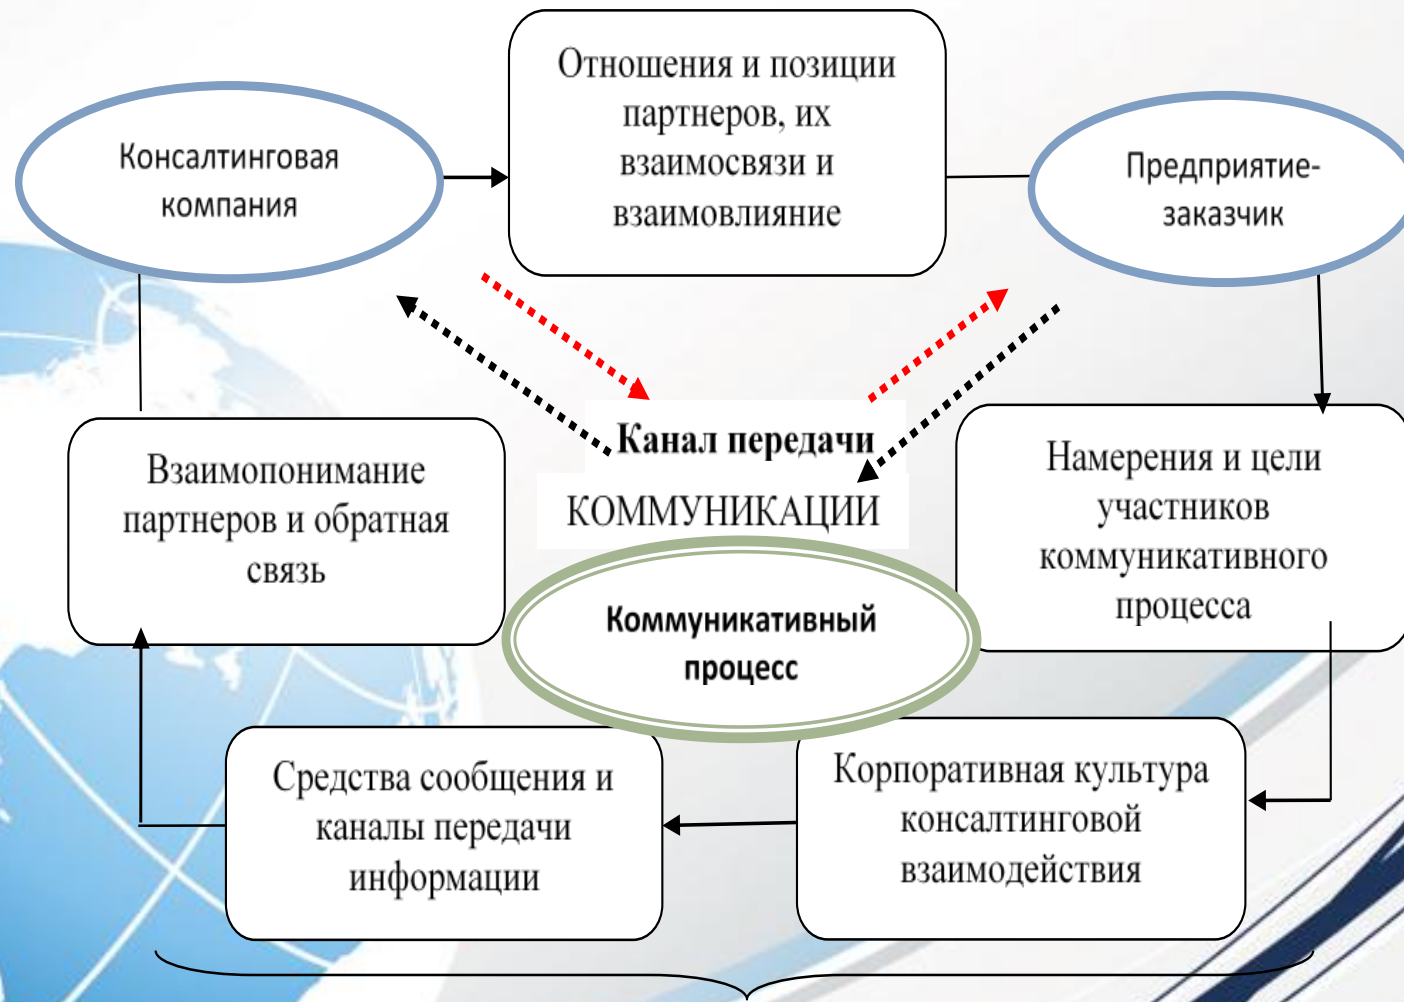 Отношения и позиции
партнеров, их
взаимосвязи и
взаимовлияние
Консалтинговая
компания
Предприятие-
заказчик
Канал передачи
КОММУНИКАЦИИ
Взаимопонимание
партнеров и обратная
связь
Намерения и цели
участников
коммуникативного
процесса
Коммуникативный
процесс
Средства сообщения и
каналы передачи
информации
Корпоративная культура
консалтинговой
взаимодействия